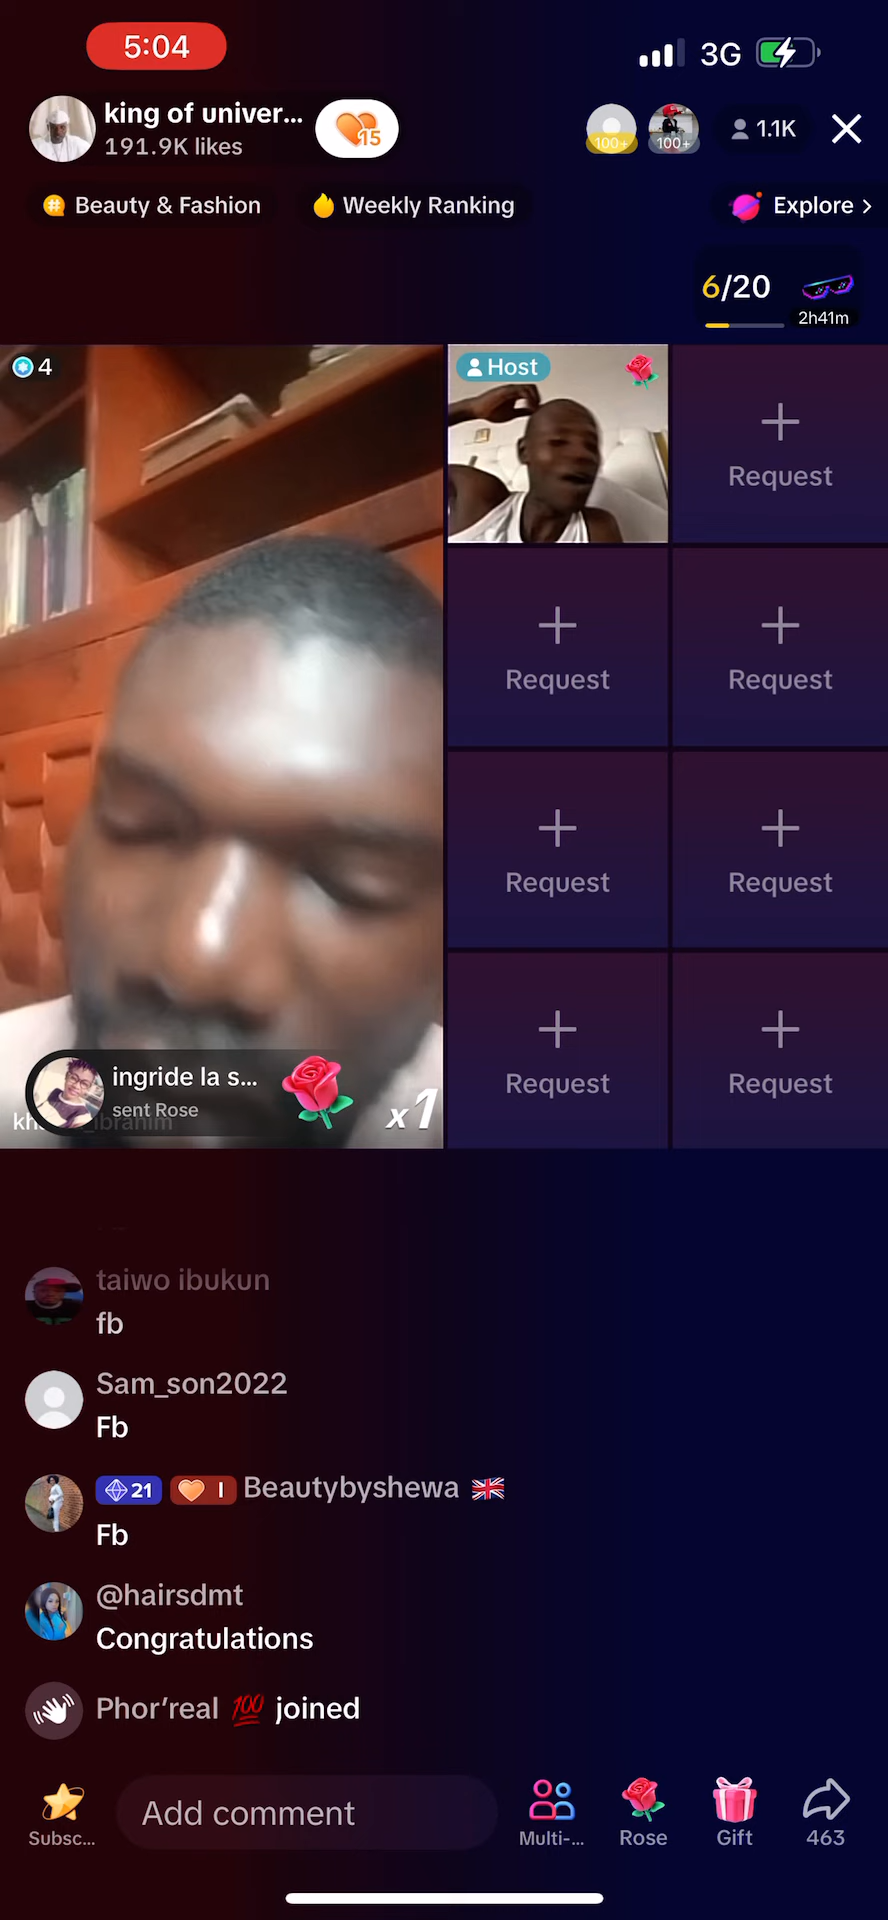 5:04
3G
king of univer...
191.9K likes
15
100+
100+
1.1K
Beauty & Fashion
Weekly Ranking
Explore >
6/20
2h41m
4
Host
Request
Request
Request
Request
Request
Request
Request
ingride la s...
sent Rose
x1
taiwo ibukun
fb
Sam_son2022
Fb
21 I Beautybyshewa 🇬🇧
Fb
@hairsdmt
Congratulations
Phor’real 💯 joined
Add comment
Subsc...
Multi-...
Rose
Gift
463